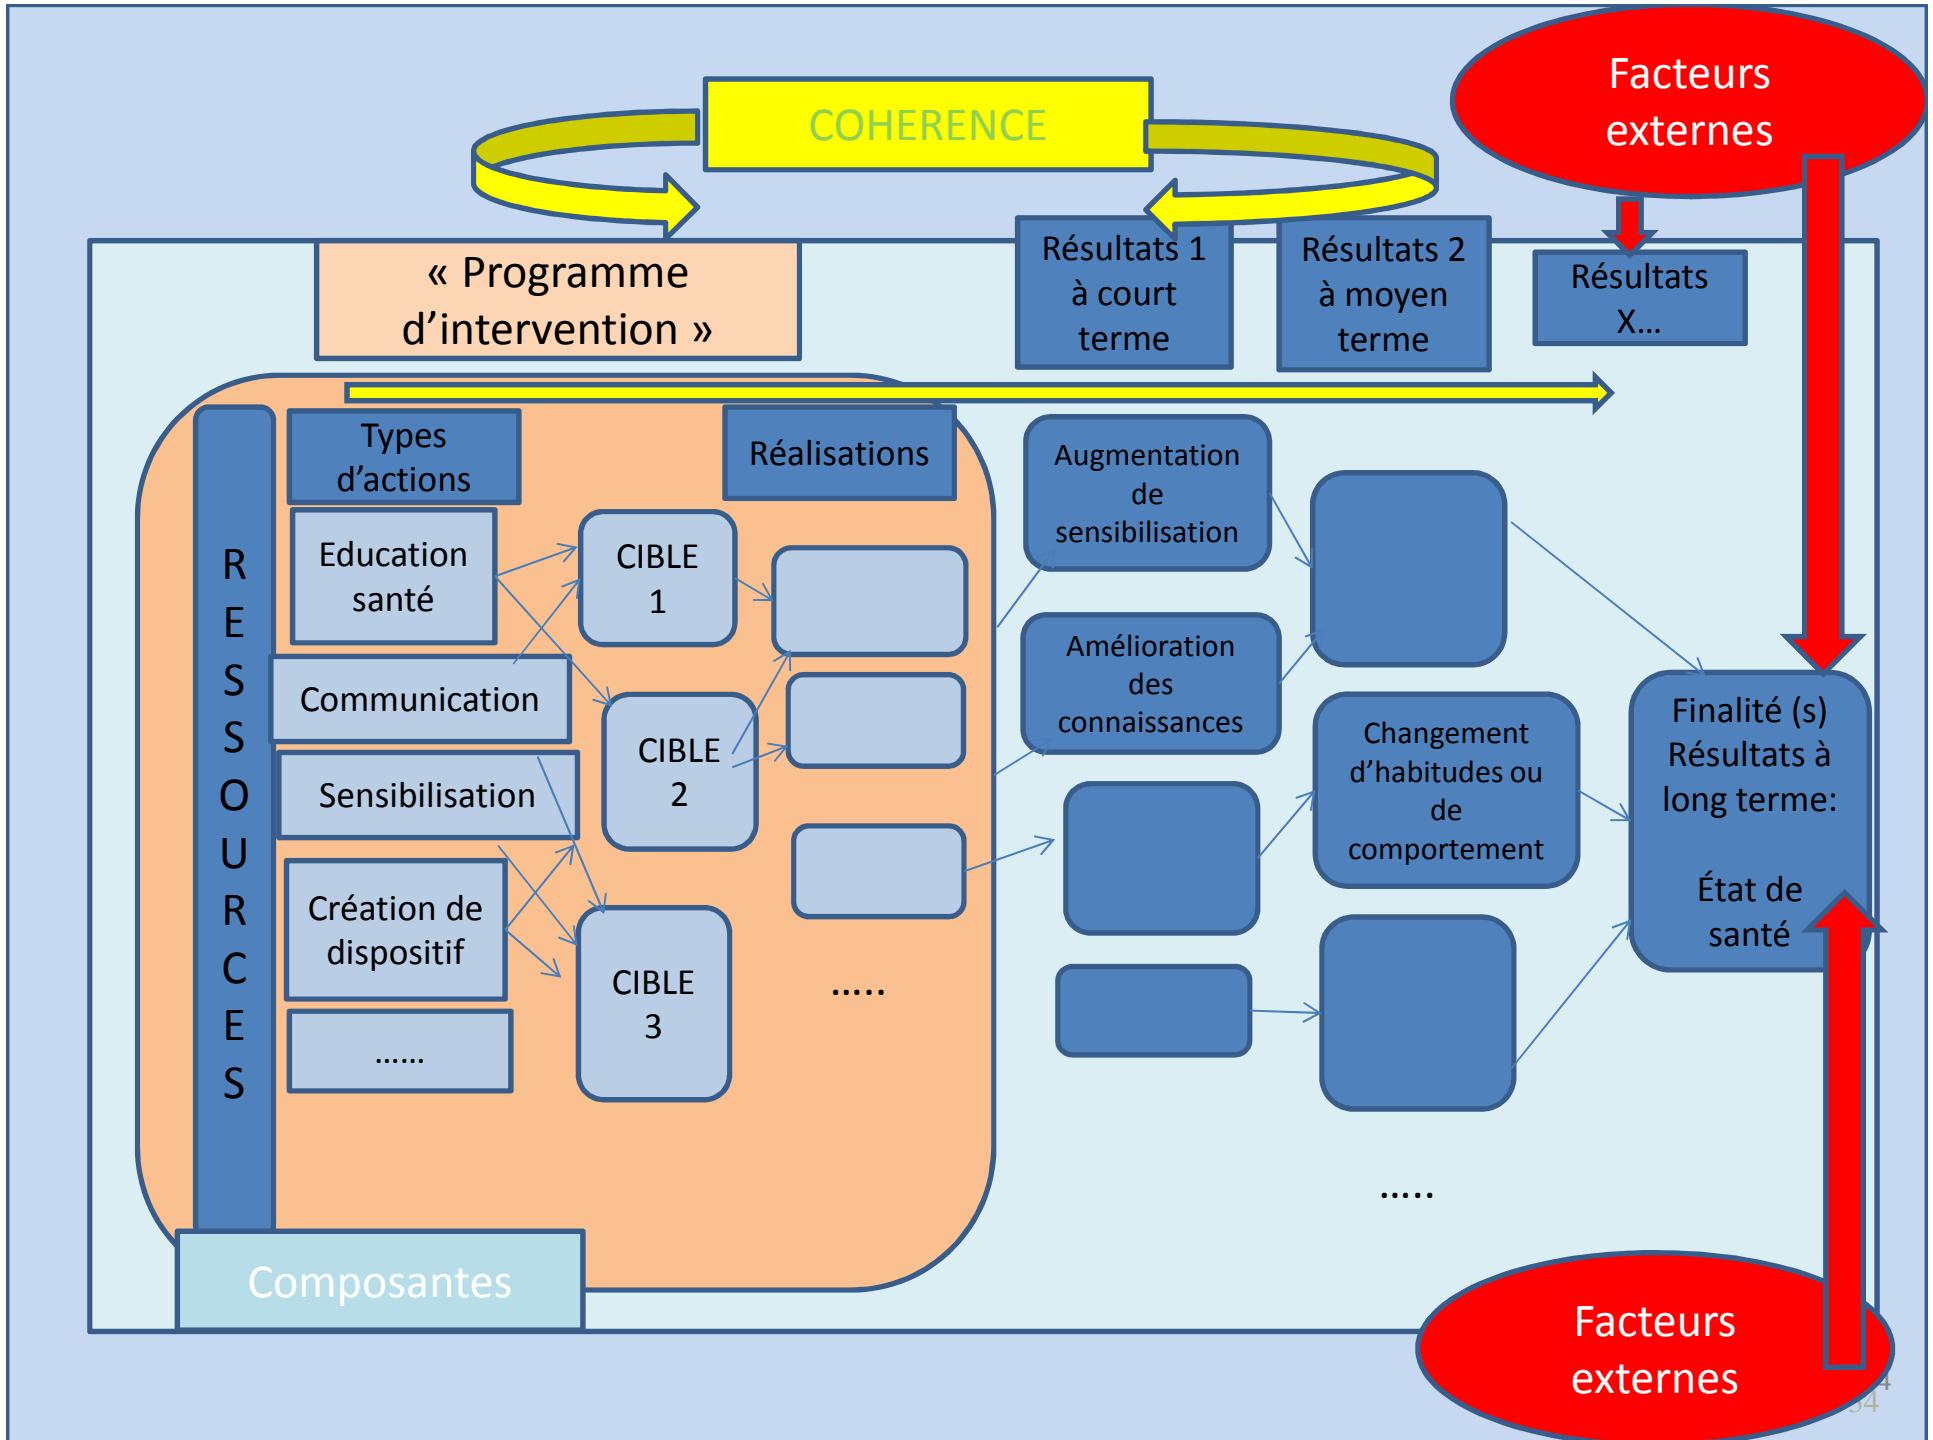 Facteurs
externes
COHERENCE
« Programme
d’intervention »
Résultats 1
à court
terme
Résultats 2
à moyen
terme
Résultats
X…
RESSOURCES
Types
d’actions
Réalisations
Education
santé
Communication
Sensibilisation
Création de
dispositif
……
CIBLE
1
CIBLE
2
CIBLE
3
…..
Augmentation
de
sensibilisation
Amélioration
des
connaissances
Changement
d’habitudes ou
de
comportement
…..
Finalité (s)
Résultats à
long terme:
État de
santé
Composantes
Facteurs
externes